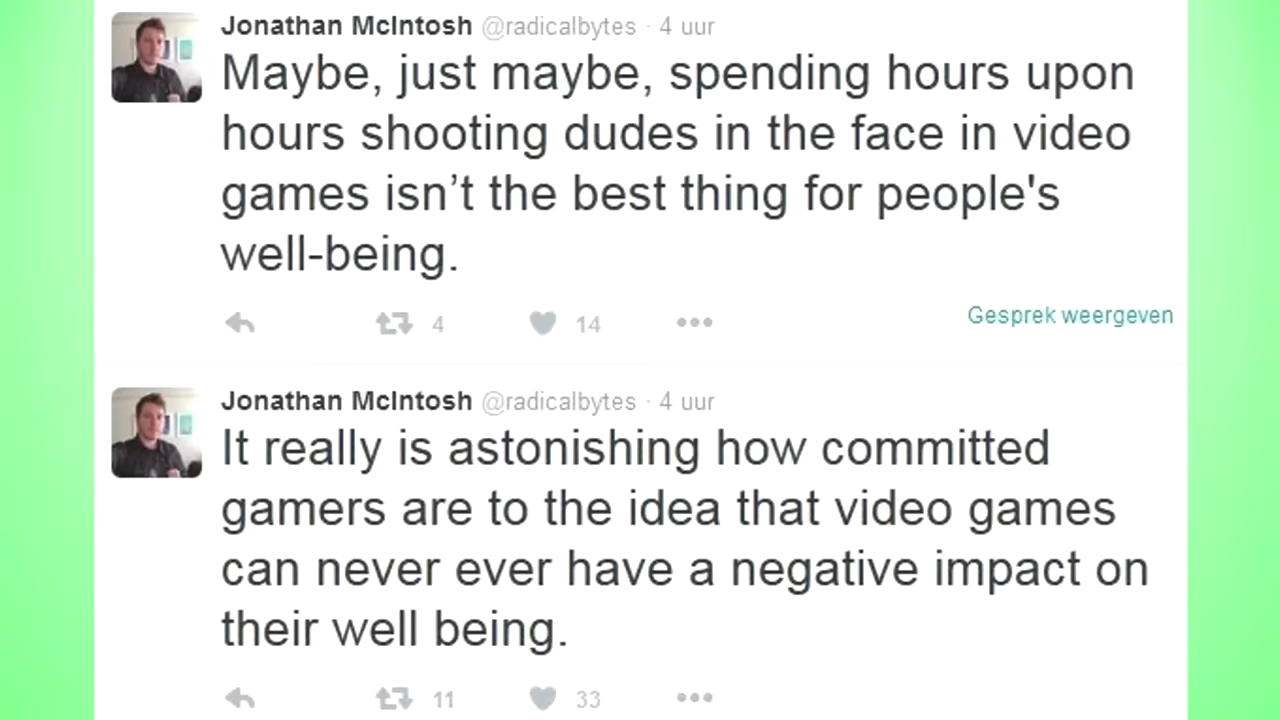 Jonathan McIntosh @radicalbytes · 4 uur
Maybe, just maybe, spending hours upon
hours shooting dudes in the face in video
games isn’t the best thing for people's
well-being.
4 14 Gesprek weergeven
Jonathan McIntosh @radicalbytes · 4 uur
It really is astonishing how committed
gamers are to the idea that video games
can never ever have a negative impact on
their well being.
11 33